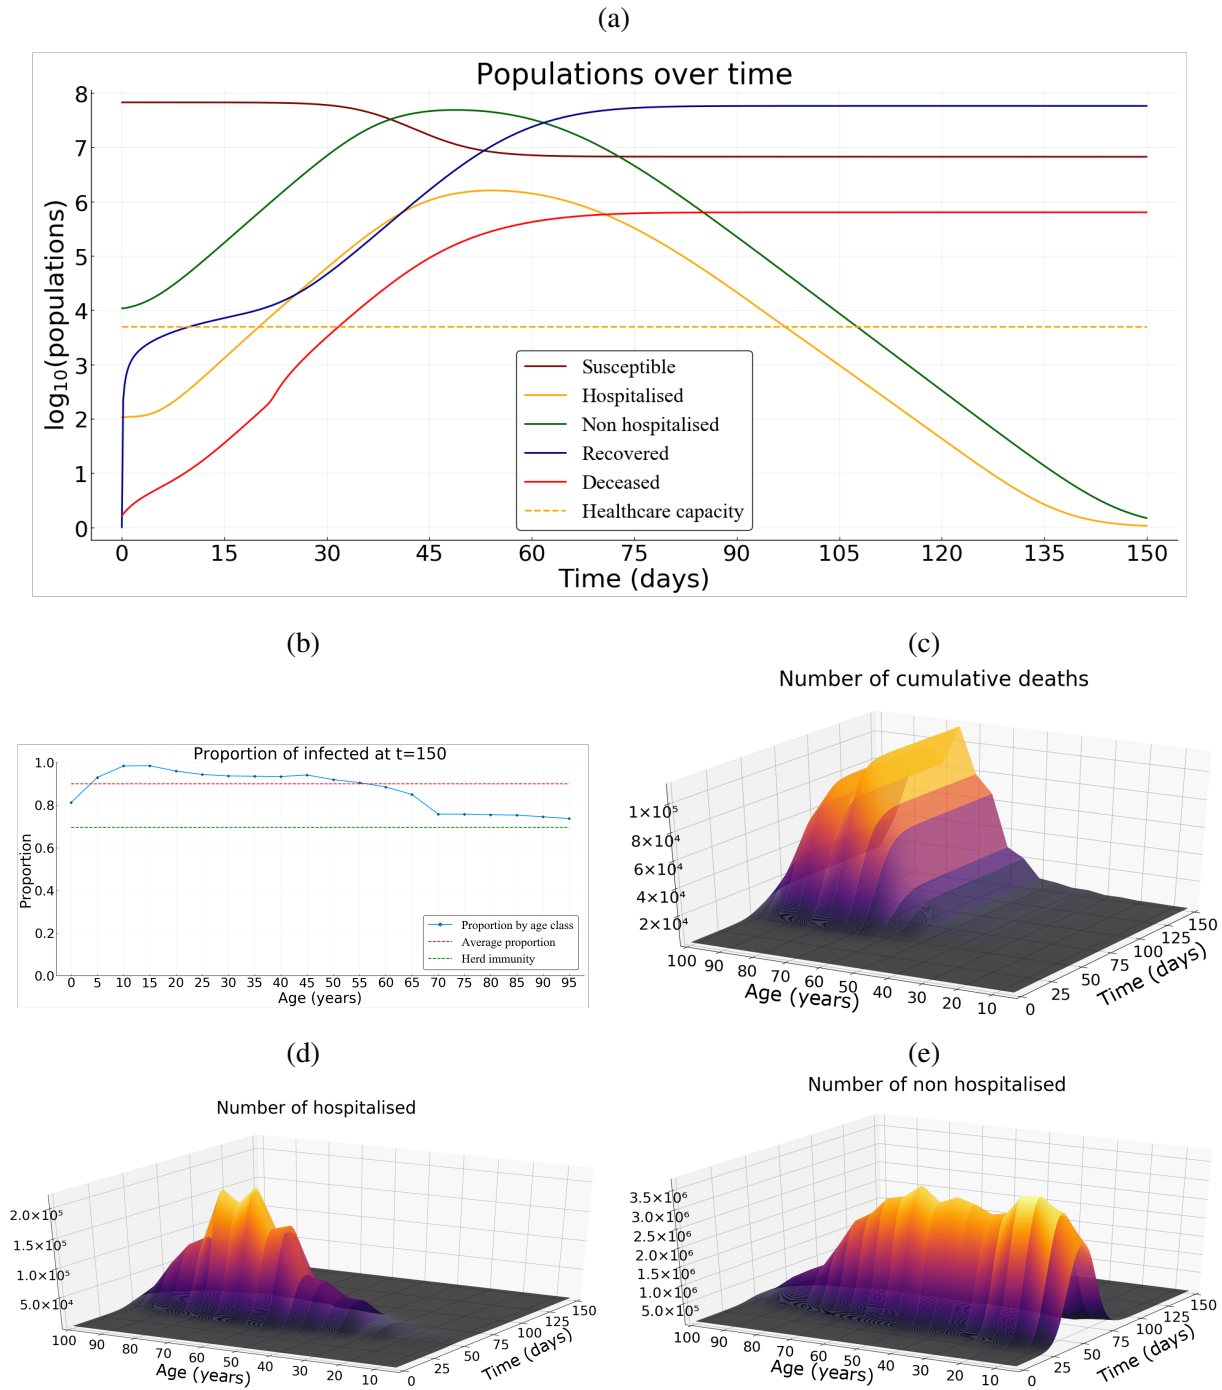 (a)
Populations over time
log₁₀(populations)
8
7
6
5
4
3
2
1
0
Susceptible
Hospitalised
Non hospitalised
Recovered
Deceased
Healthcare capacity
0 15 30 45 60 75 90 105 120 135 150
Time (days)
(b)
Proportion of infected at t=150
Proportion
1.0
0.8
0.6
0.4
0.2
0.0
Proportion by age class
Average proportion
Herd immunity
0 5 10 15 20 25 30 35 40 45 50 55 60 65 70 75 80 85 90 95
Age (years)
(c)
Number of cumulative deaths
1×10⁵
8×10⁴
6×10⁴
4×10⁴
2×10⁴
100 90 80 70 60 50 40 30 20 10
Age (years)
0 25 50 75 100 125 150
Time (days)
(d)
Number of hospitalised
2.0×10⁵
1.5×10⁵
1.0×10⁵
5.0×10⁴
100 90 80 70 60 50 40 30 20 10
Age (years)
0 25 50 75 100 125 150
Time (days)
(e)
Number of non hospitalised
3.5×10⁶
3.0×10⁶
2.5×10⁶
2.0×10⁶
1.5×10⁶
1.0×10⁶
5.0×10⁵
100 90 80 70 60 50 40 30 20 10
Age (years)
0 25 50 75 100 125 150
Time (days)